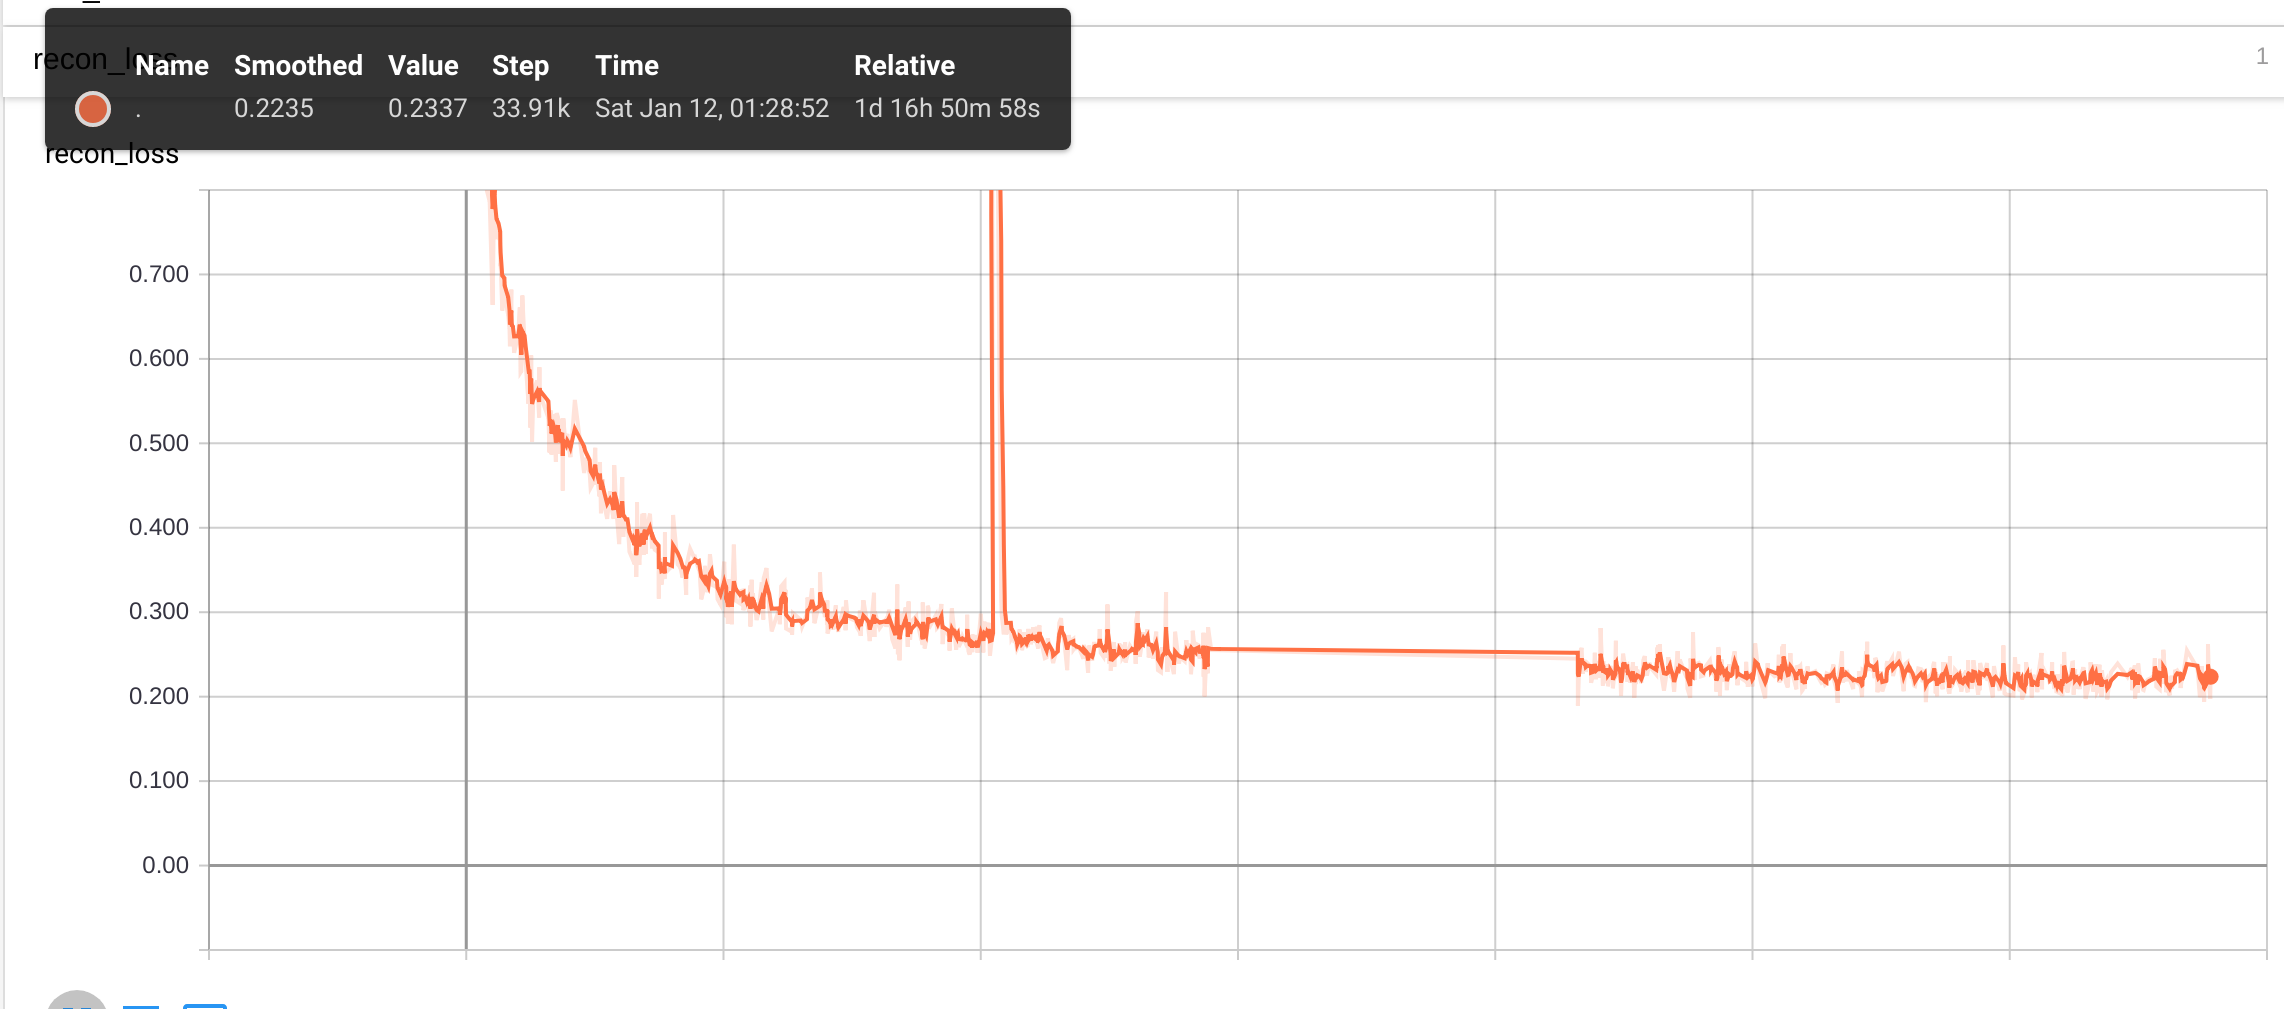 recon_loss
1
Name Smoothed Value Step Time Relative
. 0.2235 0.2337 33.91k Sat Jan 12, 01:28:52 1d 16h 50m 58s
recon_loss
0.700
0.600
0.500
0.400
0.300
0.200
0.100
0.00